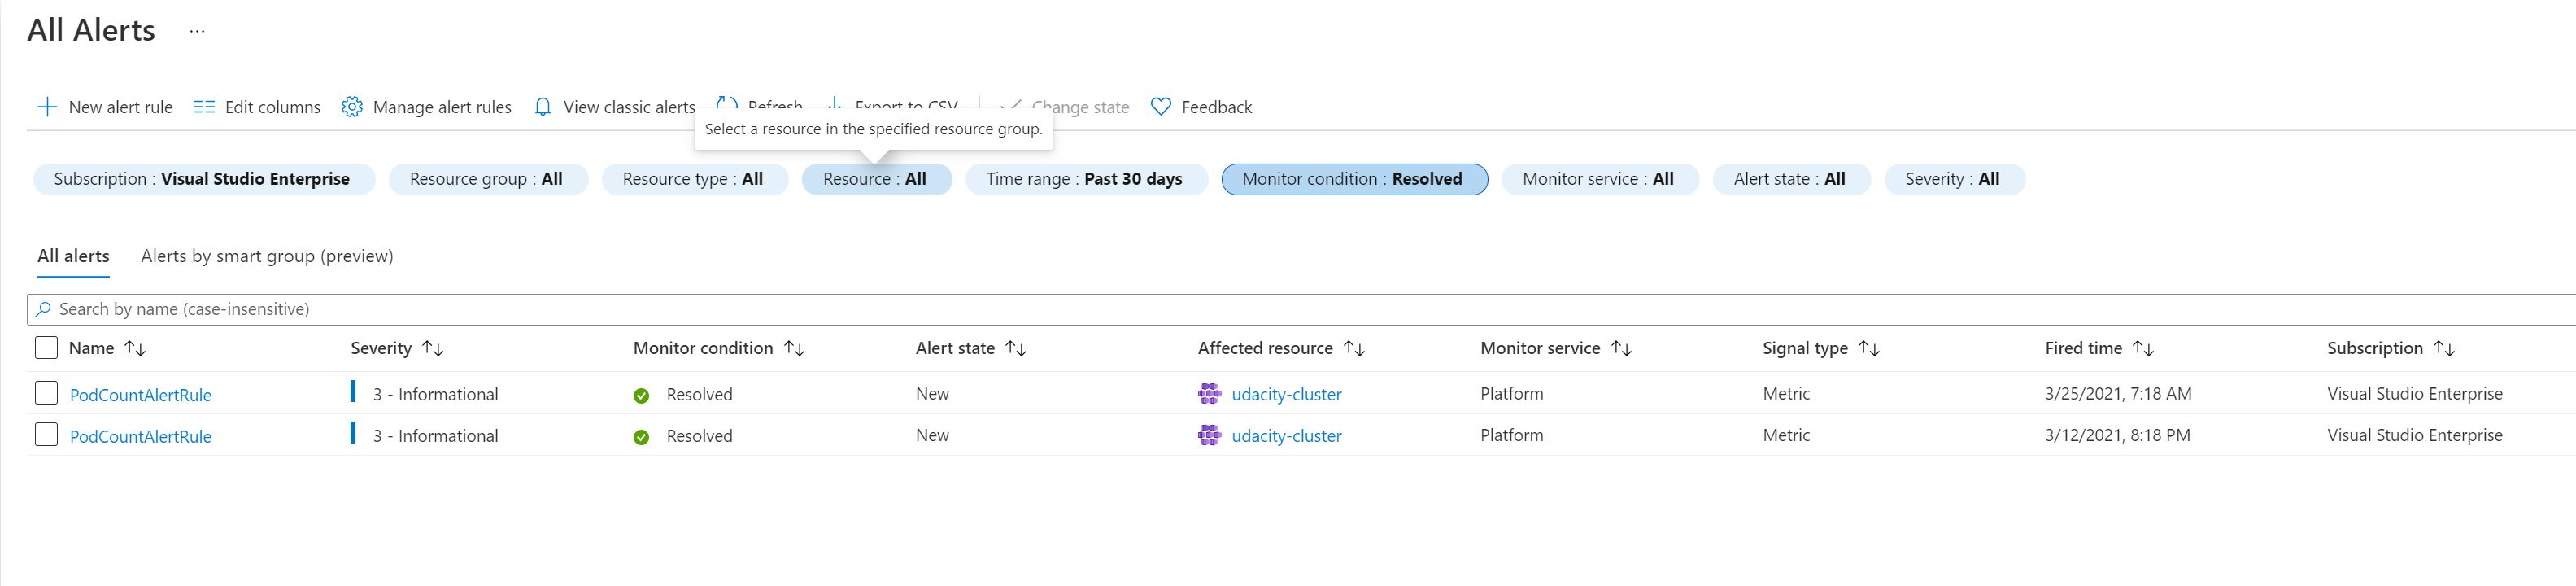 All Alerts ...
New alert rule Edit columns Manage alert rules View classic alerts Refresh Export to CSV Change state Feedback
Select a resource in the specified resource group.
Subscription : Visual Studio Enterprise Resource group : All Resource type : All Resource : All Time range : Past 30 days Monitor condition : Resolved Monitor service : All Alert state : All Severity : All
All alerts Alerts by smart group (preview)
Search by name (case-insensitive)
Name Severity Monitor condition Alert state Affected resource Monitor service Signal type Fired time Subscription
PodCountAlertRule 3 - Informational Resolved New udacity-cluster Platform Metric 3/25/2021, 7:18 AM Visual Studio Enterprise
PodCountAlertRule 3 - Informational Resolved New udacity-cluster Platform Metric 3/12/2021, 8:18 PM Visual Studio Enterprise